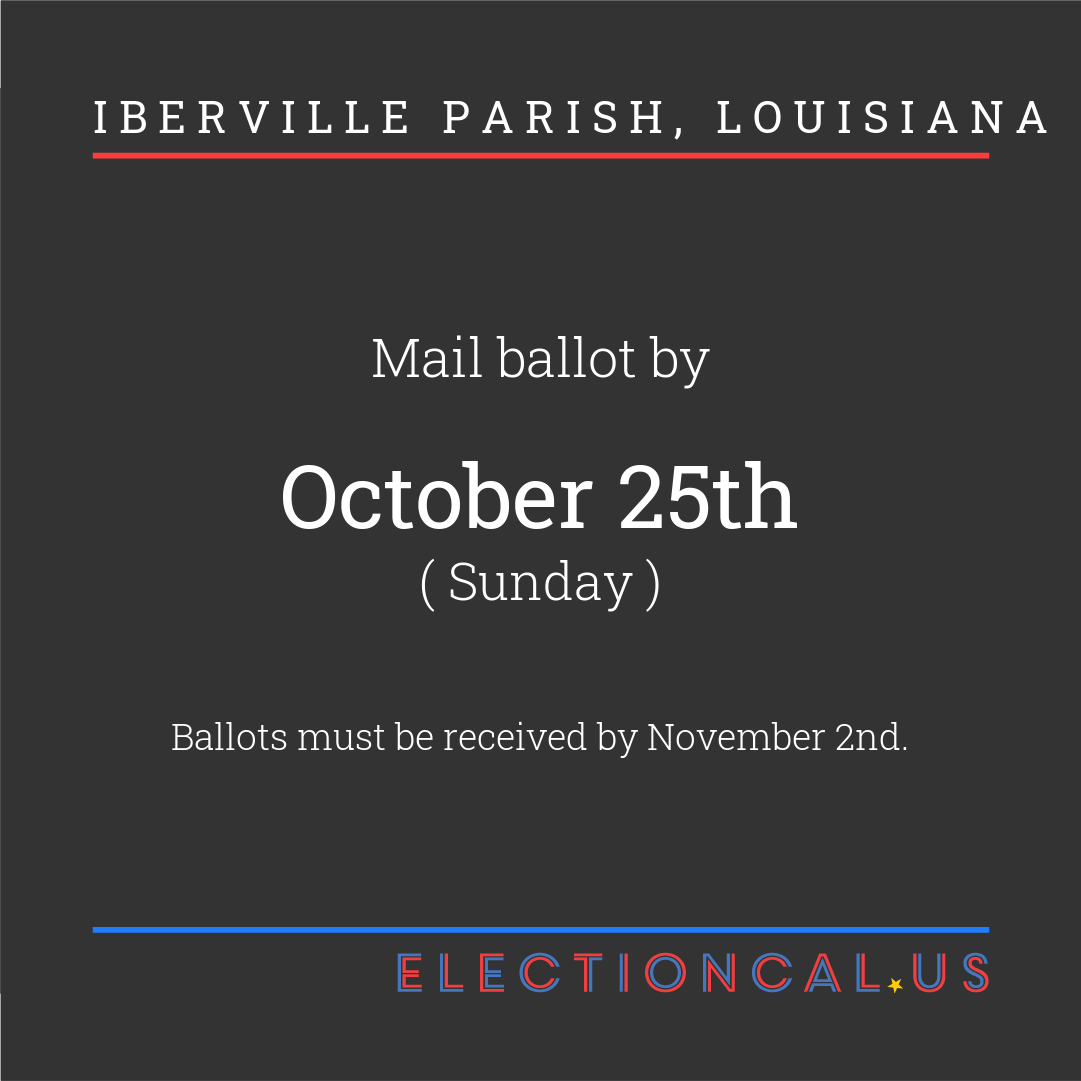 IBERVILLE PARISH, LOUISIANA
Mail ballot by
October 25th
( Sunday )
Ballots must be received by November 2nd.
ELECTIONCAL.US